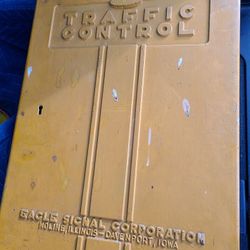 TRAFFIC
CONTROL
EAGLE SIGNAL CORPORATION
MOLINE, ILLINOIS-DAVENPORT, IOWA